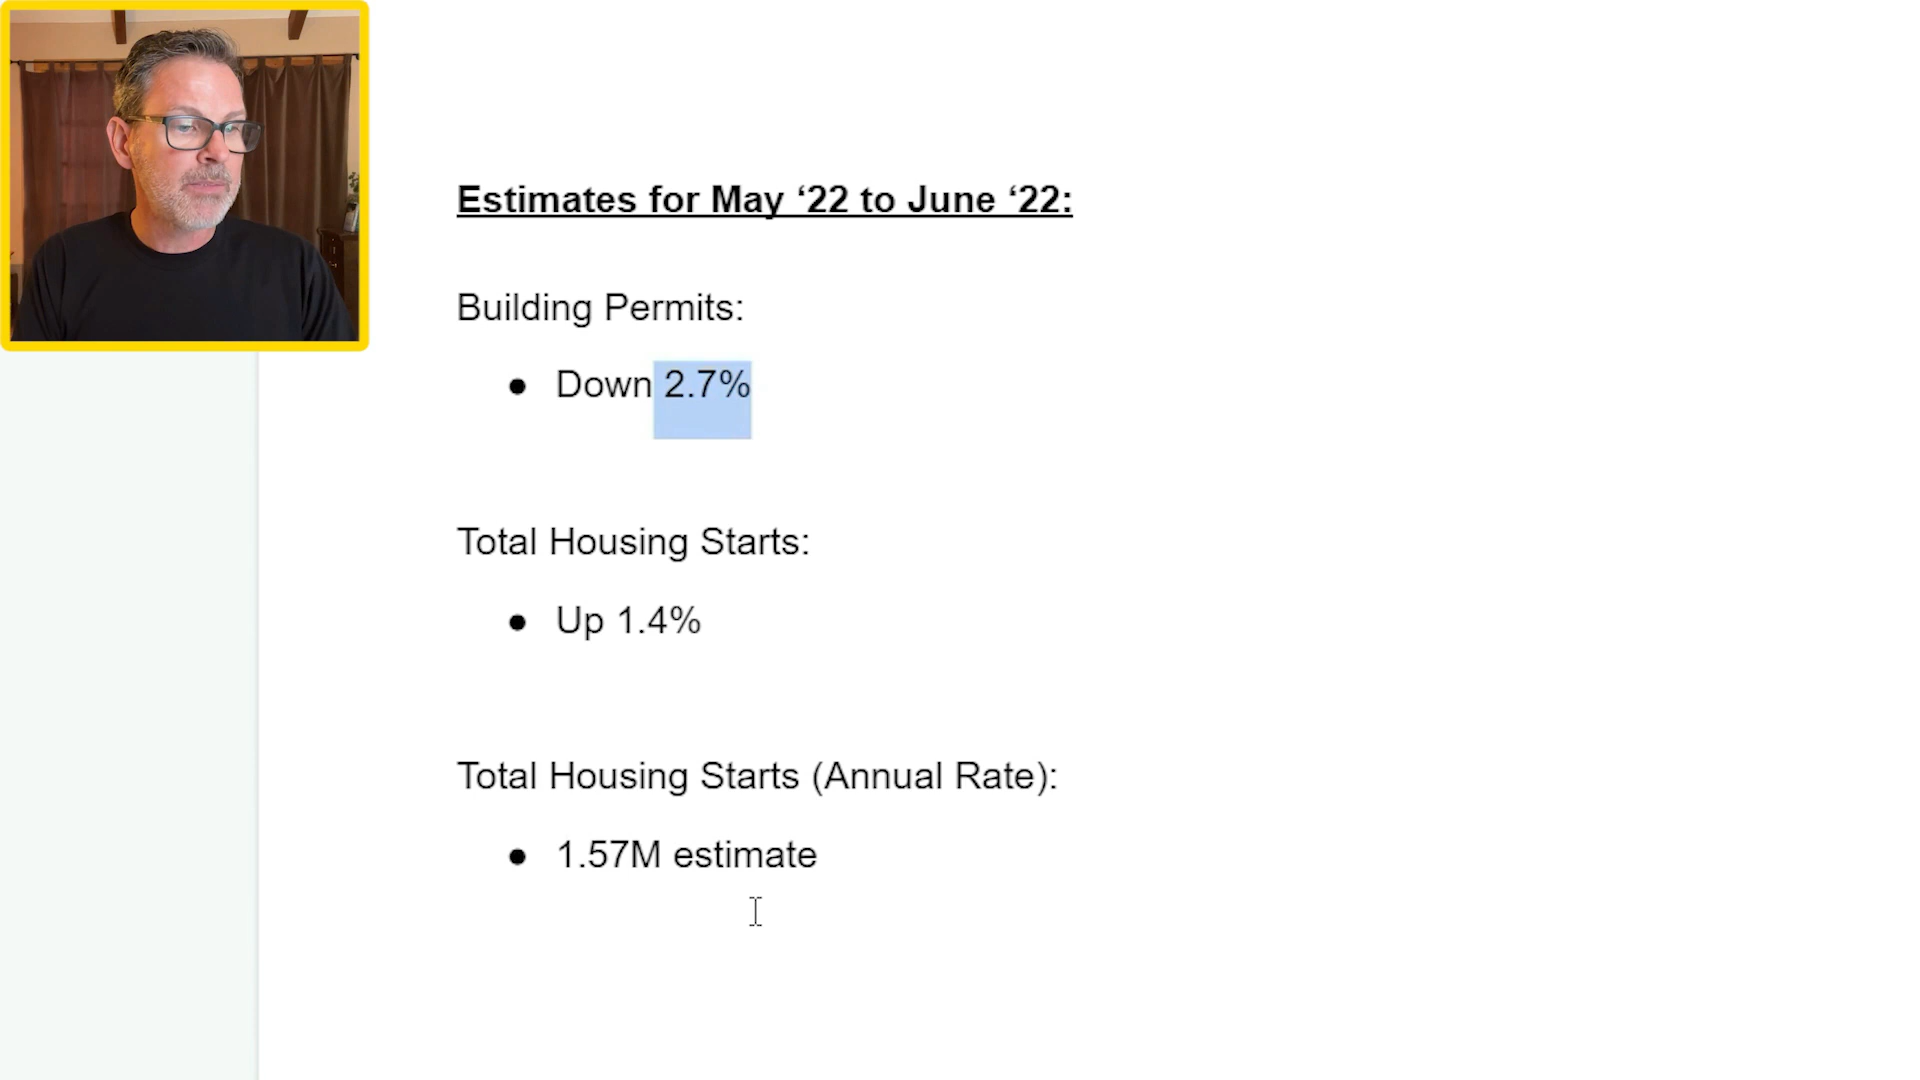 Estimates for May ‘22 to June ‘22:
Building Permits:
● Down 2.7%
Total Housing Starts:
● Up 1.4%
Total Housing Starts (Annual Rate):
● 1.57M estimate